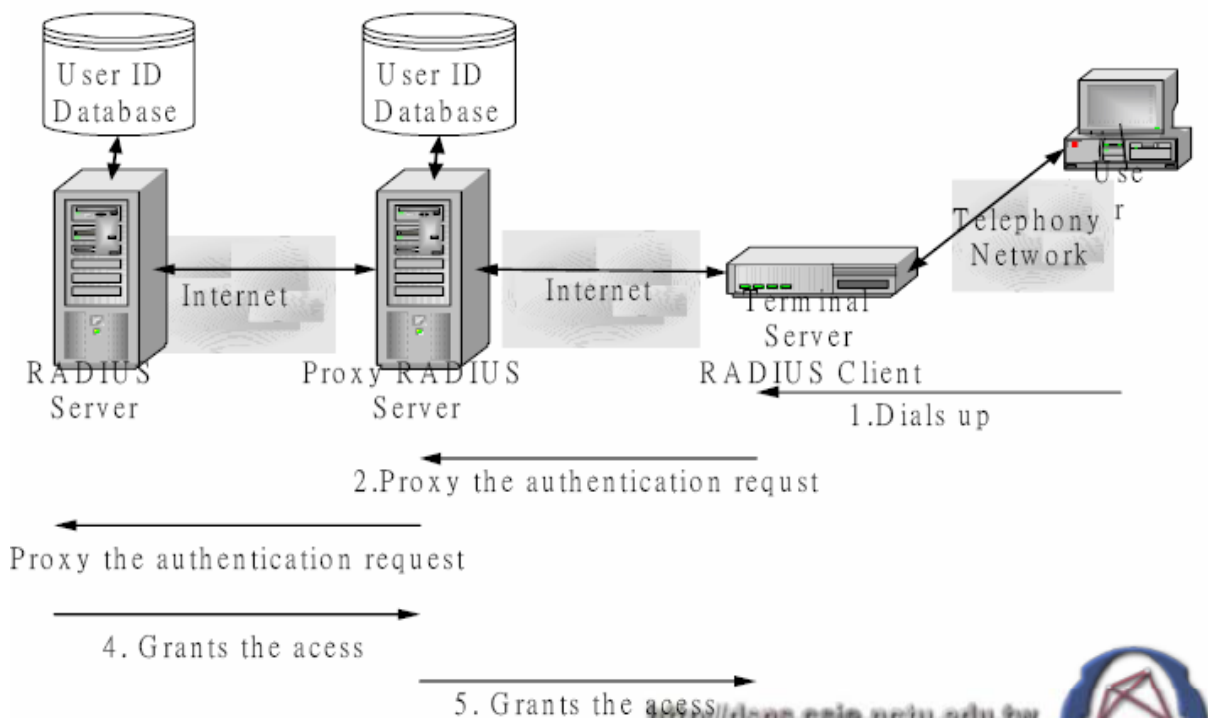 User ID
Database
User ID
Database
Use
r
Telephony
Network
Internet
Internet
Terminal
Server
RADIUS
Server
Proxy RADIUS
Server
RADIUS Client
1.Dials up
2.Proxy the authentication requst
Proxy the authentication request
4. Grants the acess
5. Grants the acess